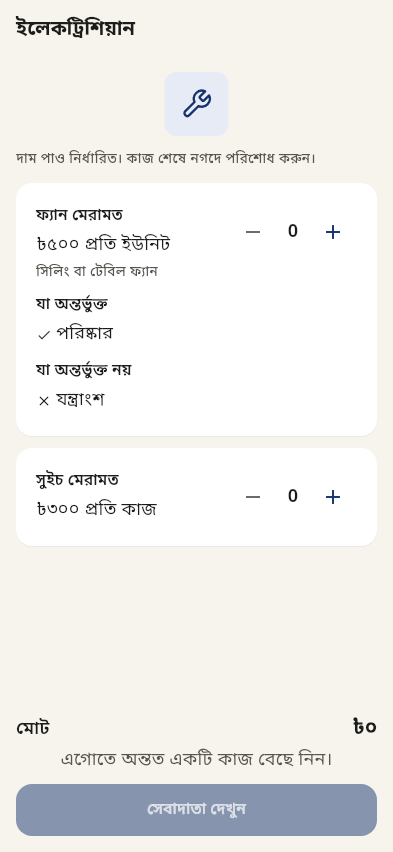 ইলেকট্রিশিয়ান
দাম পাও নির্ধারিত। কাজ শেষে নগদে পরিশোধ করুন।
ফ্যান মেরামত
৳৫০০ প্রতি ইউনিট
0
সিলিং বা টেবিল ফ্যান
যা অন্তর্ভুক্ত
পরিষ্কার
যা অন্তর্ভুক্ত নয়
যন্ত্রাংশ
সুইচ মেরামত
৳৩০০ প্রতি কাজ
0
মোট ৳০
এগোতে অন্তত একটি কাজ বেছে নিন।
সেবাদাতা দেখুন